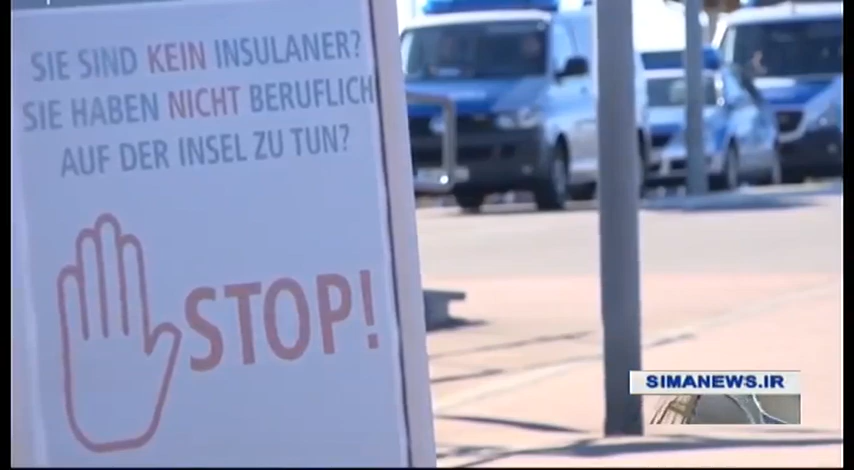 SIE SIND KEIN INSULANER?
SIE HABEN NICHT BERUFLICH
AUF DER INSEL ZU TUN?
STOP!
SIMANEWS.IR